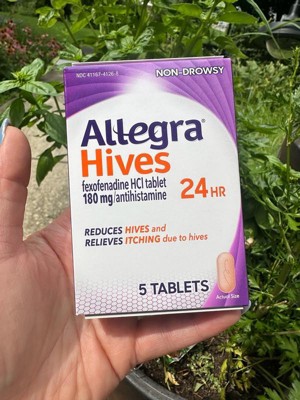 NDC 41167-4126-2
NON-DROWSY
Allegra®
Hives
fexofenadine HCl tablet
180 mg/antihistamine
24 HR
REDUCES HIVES and
RELIEVES ITCHING due to hives
5 TABLETS
Actual Size